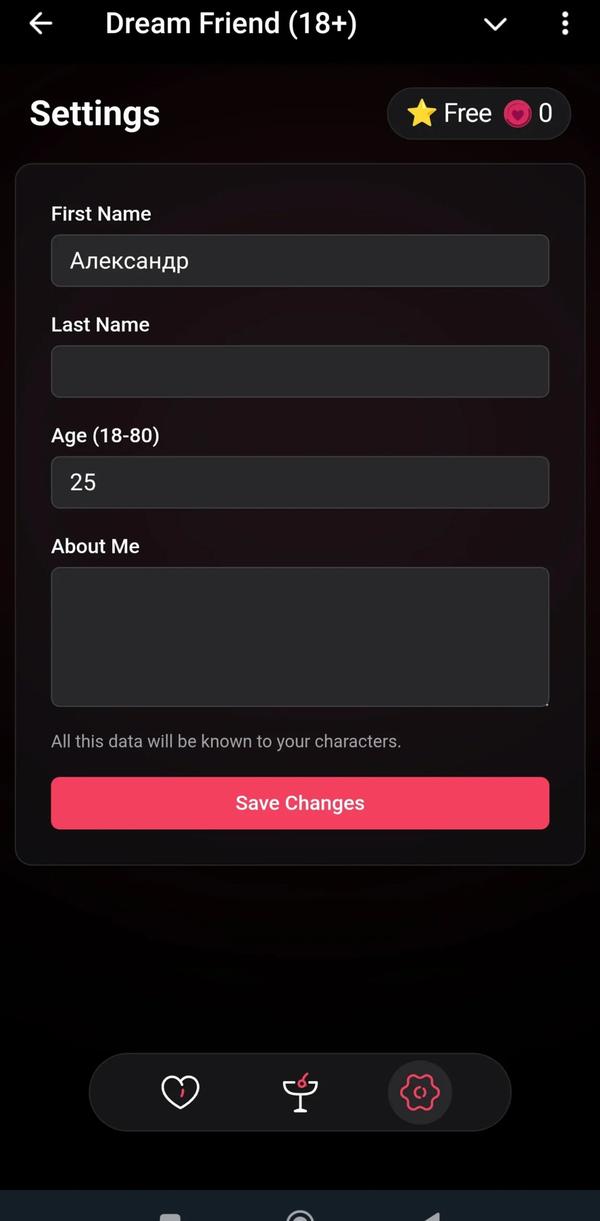 Dream Friend (18+)
Settings
Free 0
First Name
Александр
Last Name
Age (18-80)
25
About Me
All this data will be known to your characters.
Save Changes